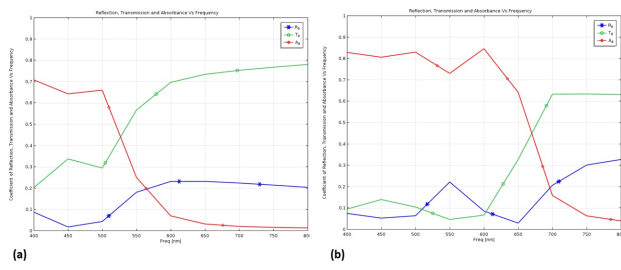 Reflection, Transmission and Absorbance Vs Frequency
Coefficient of Reflection, Transmission and Absorbance Vs Frequency
1
0.9
0.8
0.7
0.6
0.5
0.4
0.3
0.2
0.1
0
400 450 500 550 600 650 700 750 800
Freq [nm]
(a)
Reflection, Transmission and Absorbance Vs Frequency
Coefficient of Reflection, Transmission and Absorbance Vs Frequency
1
0.9
0.8
0.7
0.6
0.5
0.4
0.3
0.2
0.1
0
400 450 500 550 600 650 700 750 800
Freq [nm]
(b)